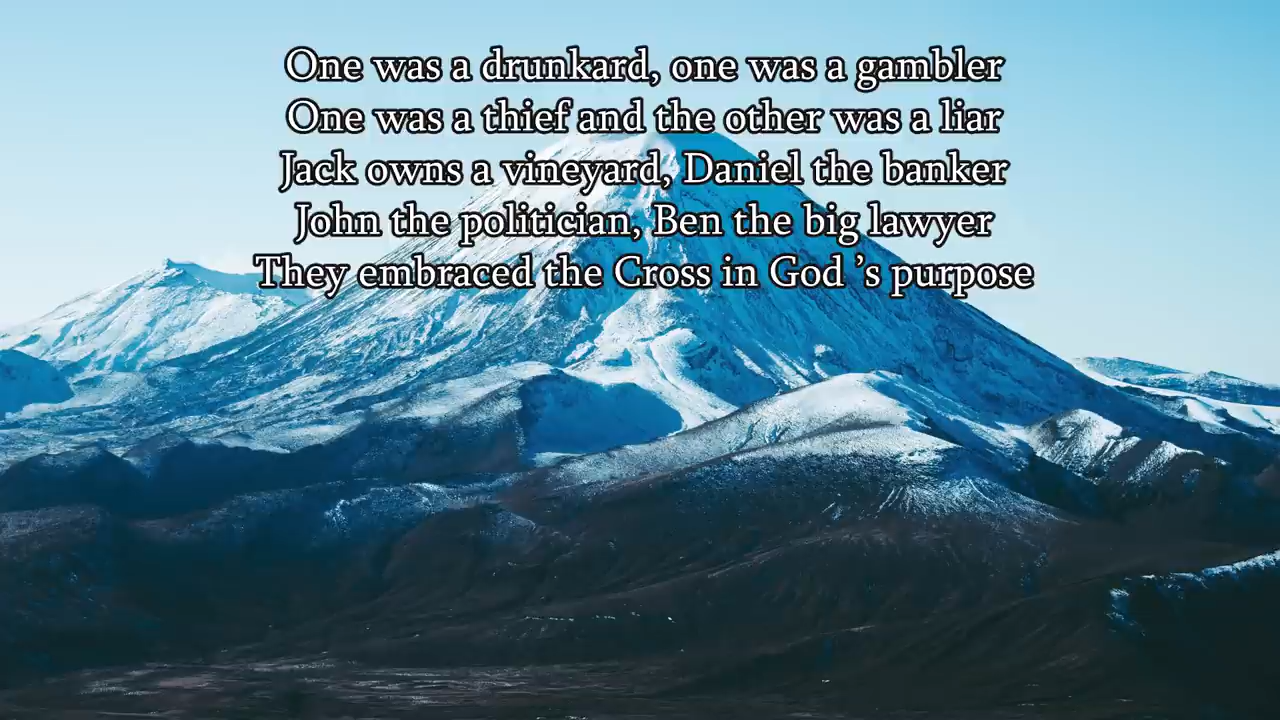 One was a drunkard, one was a gambler
One was a thief and the other was a liar
Jack owns a vineyard, Daniel the banker
John the politician, Ben the big lawyer
They embraced the Cross in God ’s purpose